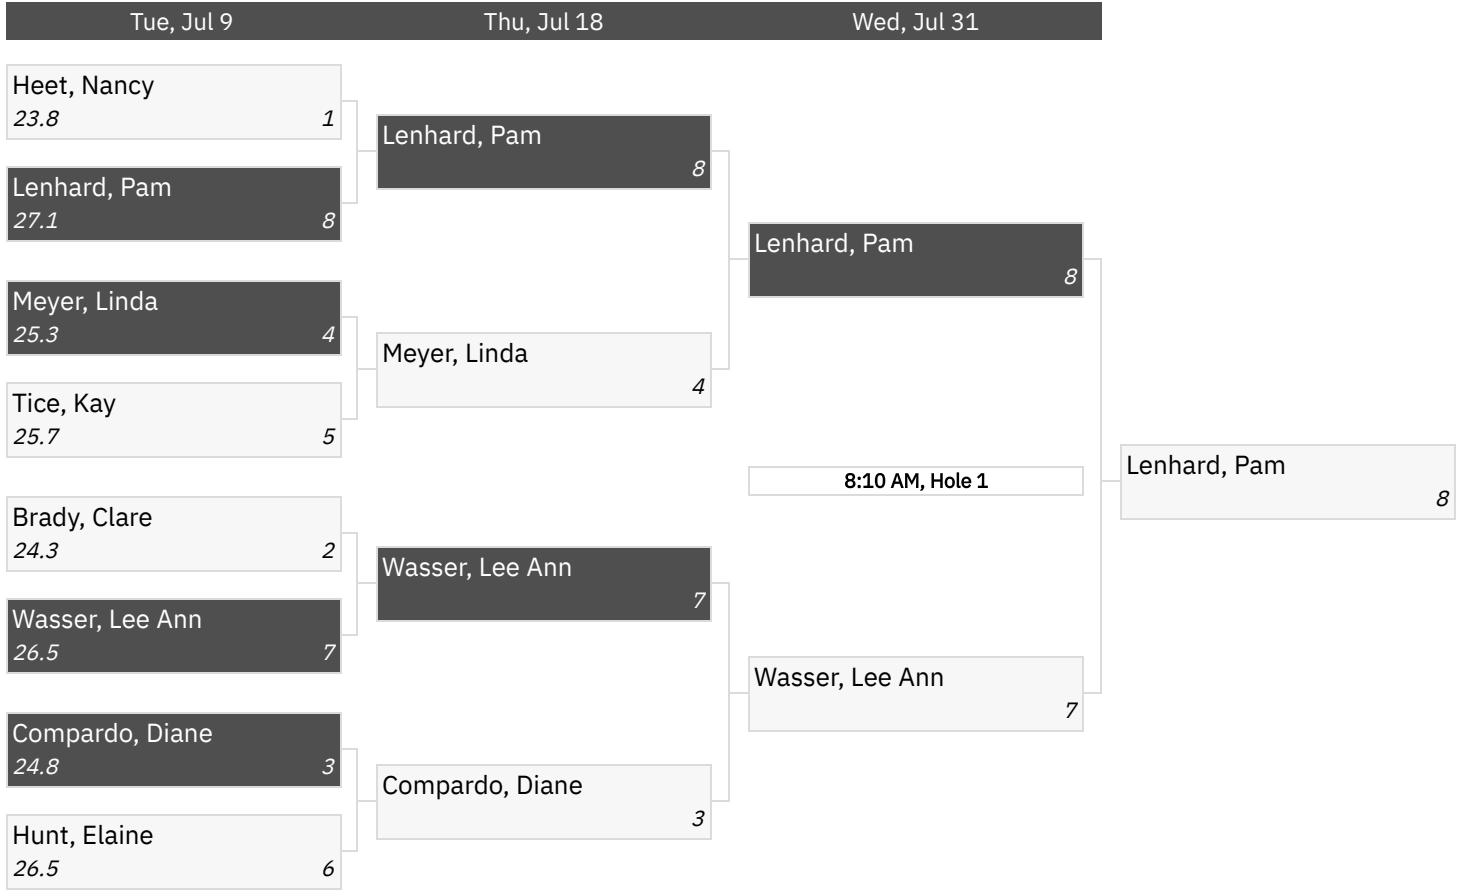 Tue, Jul 9
Thu, Jul 18
Wed, Jul 31
Heet, Nancy
23.8 1
Lenhard, Pam
27.1 8
Meyer, Linda
25.3 4
Tice, Kay
25.7 5
Brady, Clare
24.3 2
Wasser, Lee Ann
26.5 7
Compardo, Diane
24.8 3
Hunt, Elaine
26.5 6
Lenhard, Pam
8
Meyer, Linda
4
Wasser, Lee Ann
7
Compardo, Diane
3
Lenhard, Pam
8
8:10 AM, Hole 1
Wasser, Lee Ann
7
Lenhard, Pam
8